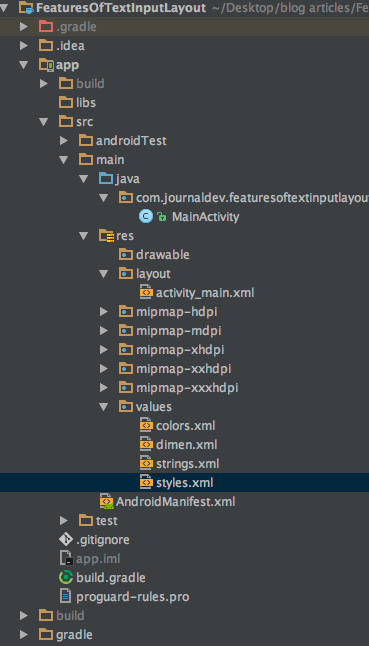 FeaturesOfTextInputLayout ~/Desktop/blog articles/Fe
.gradle
.idea
app
build
libs
src
androidTest
main
java
com.journaldev.featuresoftextinputlayout
MainActivity
res
drawable
layout
activity_main.xml
mipmap-hdpi
mipmap-mdpi
mipmap-xhdpi
mipmap-xxhdpi
mipmap-xxxhdpi
values
colors.xml
dimen.xml
strings.xml
styles.xml
AndroidManifest.xml
test
.gitignore
app.iml
build.gradle
proguard-rules.pro
build
gradle